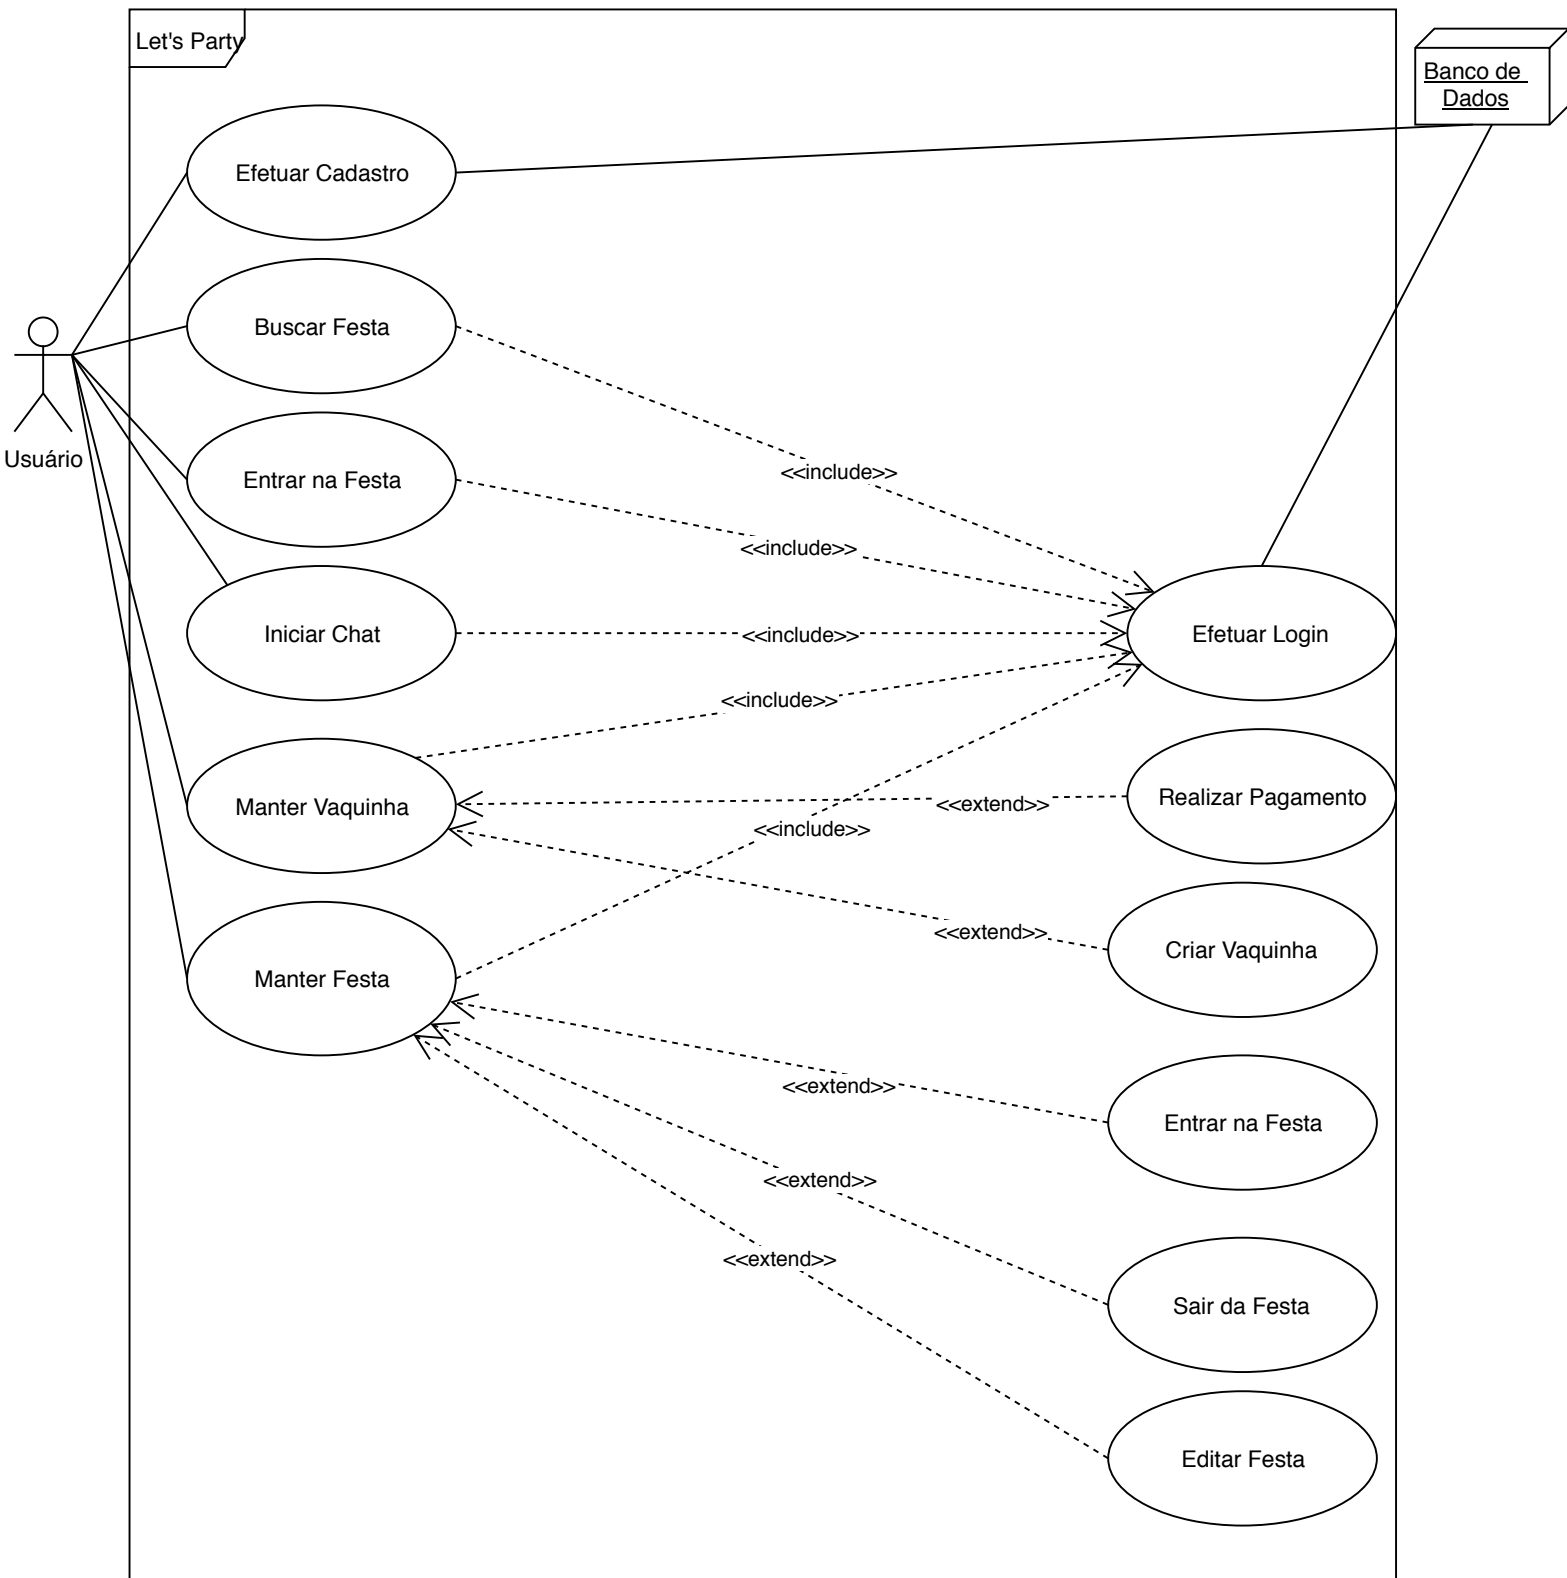 Let's Party
Banco de
Dados
Efetuar Cadastro
Buscar Festa
Usuário
<<include>>
Entrar na Festa
<<include>>
Iniciar Chat
<<include>>
Efetuar Login
<<include>>
Manter Vaquinha
<<extend>>
Realizar Pagamento
<<include>>
<<extend>>
Criar Vaquinha
Manter Festa
<<extend>>
Entrar na Festa
<<extend>>
<<extend>>
Sair da Festa
Editar Festa